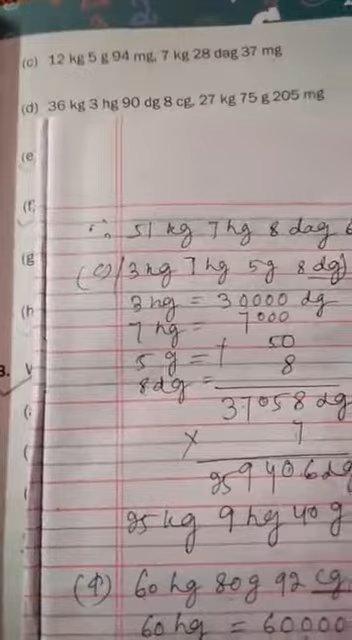 (c) 12 kg 5 g 94 mg, 7 kg 28 dag 37 mg
(d) 36 kg 3 hg 90 dg 8 cg, 27 kg 75 g 205 mg
(e
(f,
∴ 51 kg 7 hg 8 dag
(g
(c) 3 kg 7 hg 5g 8 dg)
(h
3 kg = 30000 dg
7 hg = 7000
5 g = + 50
8 dg = 8
37058 dg
× 7
259406 dg
25 kg 9 hg 40 g
(d) 60 hg 80g 92 cg
60 hg = 60000